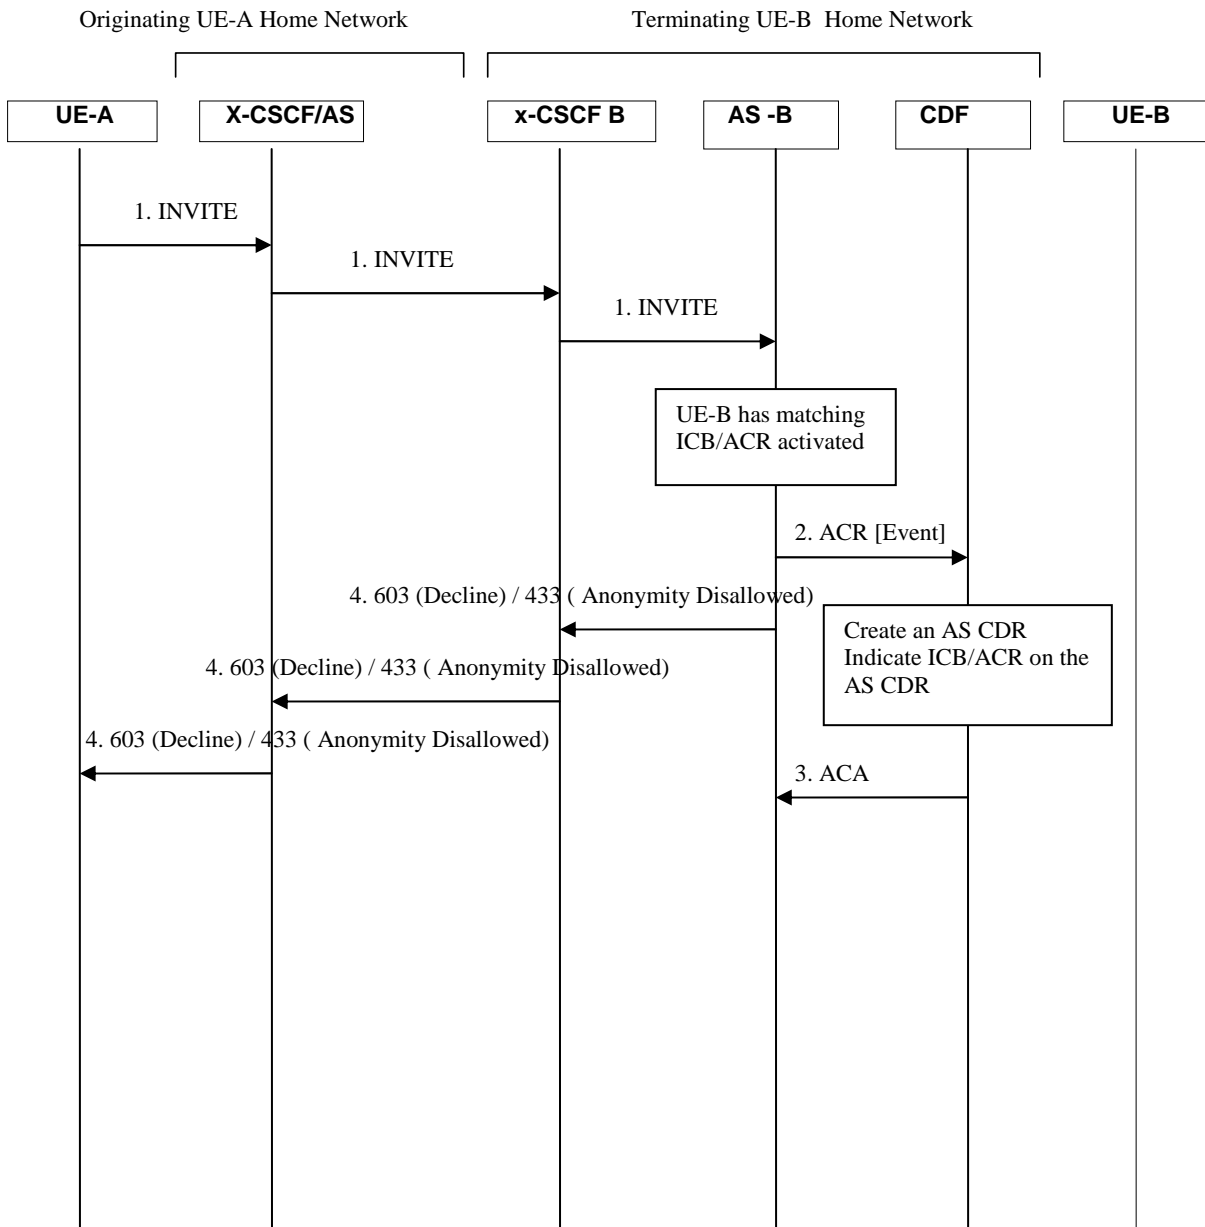 Originating UE-A Home Network
Terminating UE-B  Home Network
UE-A
X-CSCF/AS
x-CSCF B
AS -B
CDF
UE-B
1. INVITE
1. INVITE
1. INVITE
UE-B has matching
ICB/ACR activated
2. ACR [Event]
4. 603 (Decline) / 433 ( Anonymity Disallowed)
Create an AS CDR
Indicate ICB/ACR on the
AS CDR
4. 603 (Decline) / 433 ( Anonymity Disallowed)
4. 603 (Decline) / 433 ( Anonymity Disallowed)
3. ACA